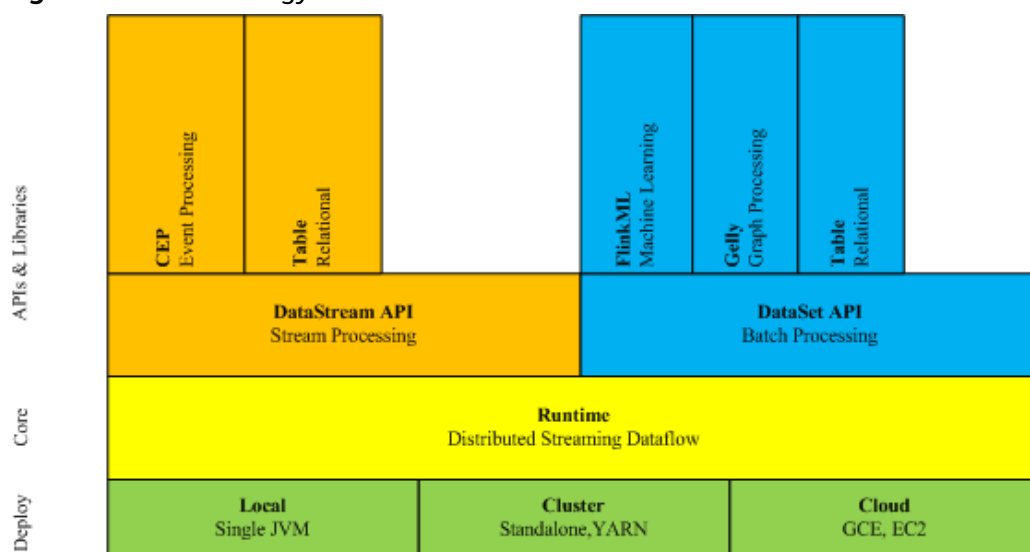 CEP
Event Processing
Table
Relational
FlinkML
Machine Learning
Gelly
Graph Processing
Table
Relational
APIs & Libraries
DataStream API
Stream Processing
DataSet API
Batch Processing
Core
Runtime
Distributed Streaming Dataflow
Deploy
Local
Single JVM
Cluster
Standalone,YARN
Cloud
GCE, EC2